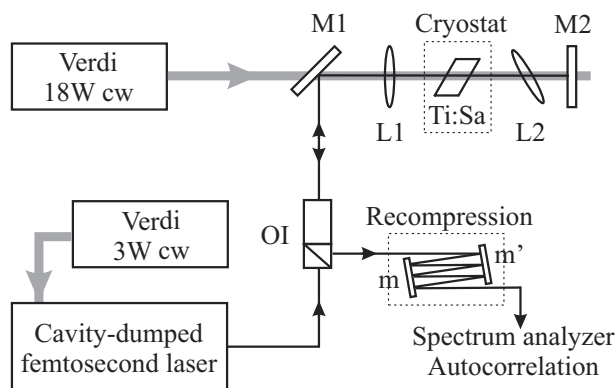 Verdi
18W cw
M1
Cryostat
M2
L1
Ti:Sa
L2
Verdi
3W cw
OI
Recompression
m
m’
Cavity-dumped
femtosecond laser
Spectrum analyzer
Autocorrelation